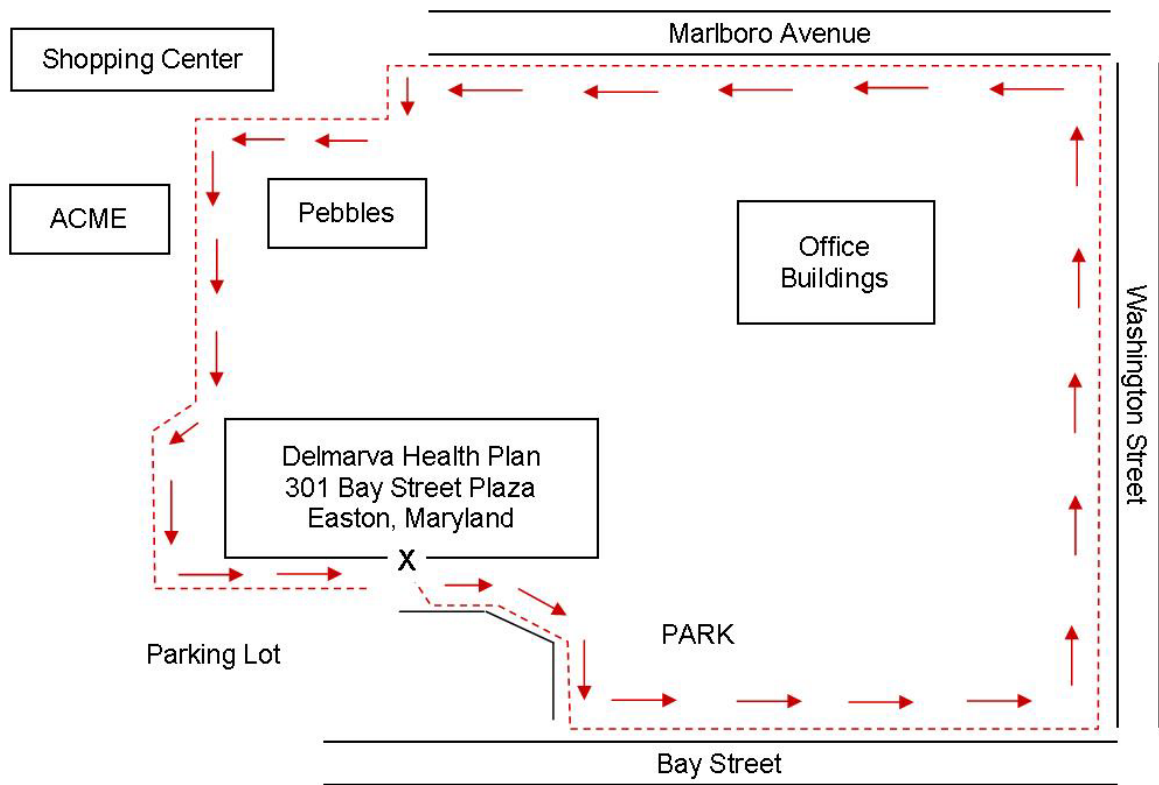 Marlboro Avenue
Shopping Center
ACME
Pebbles
Office
Buildings
Washington Street
Delmarva Health Plan
301 Bay Street Plaza
Easton, Maryland
X
PARK
Parking Lot
Bay Street